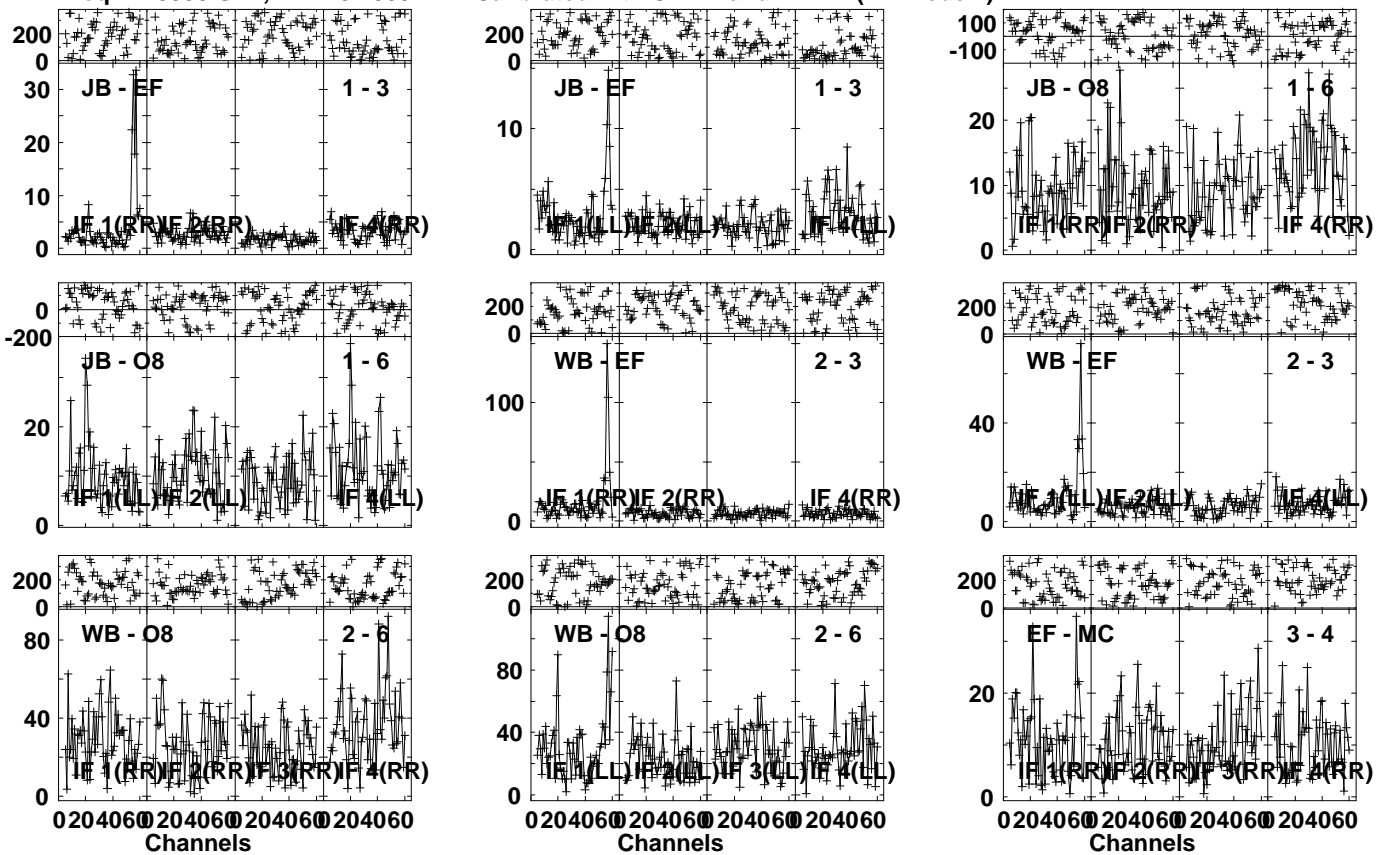 200
0
200
0
100
-100
JB - EF 1 - 3
30
20
10
0
IF 1(RR) IF 2(RR) IF 4(RR)
JB - EF 1 - 3
10
0
IF 1(LL) IF 2(LL) IF 4(LL)
JB - O8 1 - 6
20
10
0
IF 1(RR) IF 2(RR) IF 4(RR)
0
-200
200
0
200
0
JB - O8 1 - 6
20
0
IF 1(LL) IF 2(LL) IF 4(LL)
WB - EF 2 - 3
100
0
IF 1(RR) IF 2(RR) IF 4(RR)
WB - EF 2 - 3
40
0
IF 1(LL) IF 2(LL) IF 4(LL)
200
0
200
0
200
0
WB - O8 2 - 6
80
40
0
IF 1(RR) IF 2(RR) IF 3(RR) IF 4(RR)
WB - O8 2 - 6
80
40
0
IF 1(LL) IF 2(LL) IF 3(LL) IF 4(LL)
EF - MC 3 - 4
20
0
IF 1(RR) IF 2(RR) IF 3(RR) IF 4(RR)
0 20 40 60 0 20 40 60 0 20 40 60 0 20 40 60
Channels
0 20 40 60 0 20 40 60 0 20 40 60 0 20 40 60
Channels
0 20 40 60 0 20 40 60 0 20 40 60 0 20 40 60
Channels